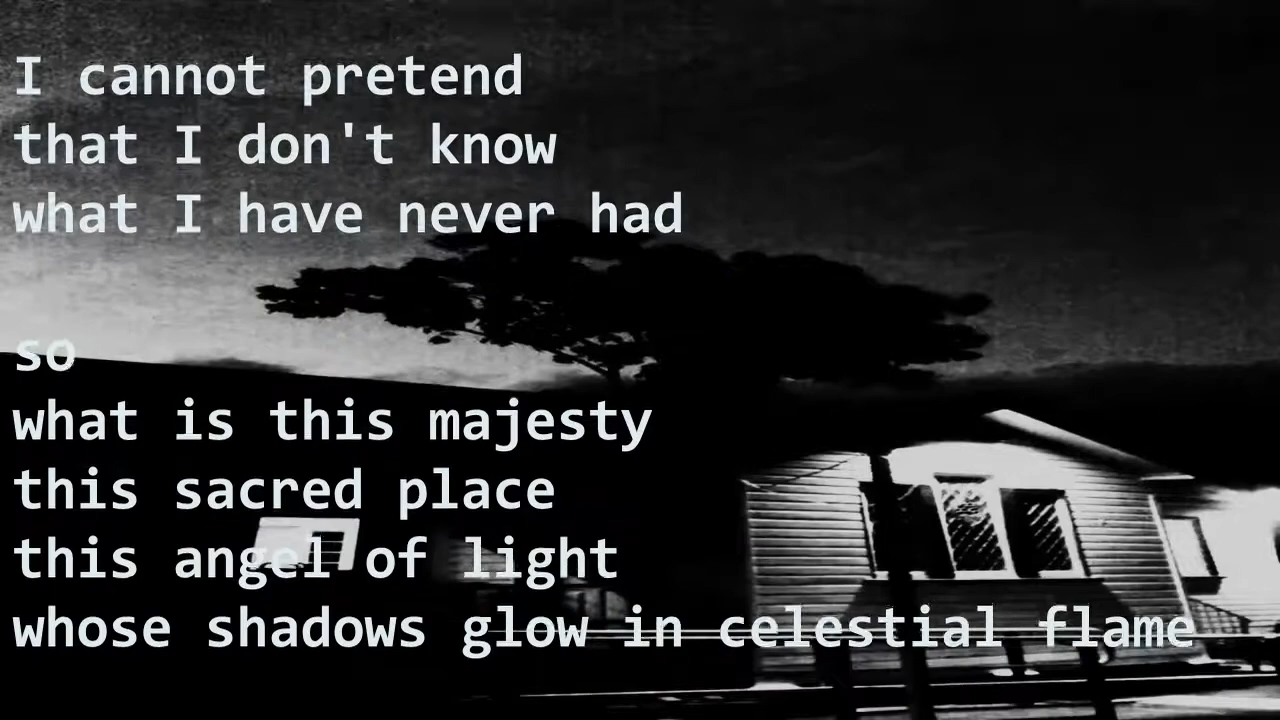 I cannot pretend
that I don't know
what I have never had
so
what is this majesty
this sacred place
this angel of light
whose shadows glow in celestial flame